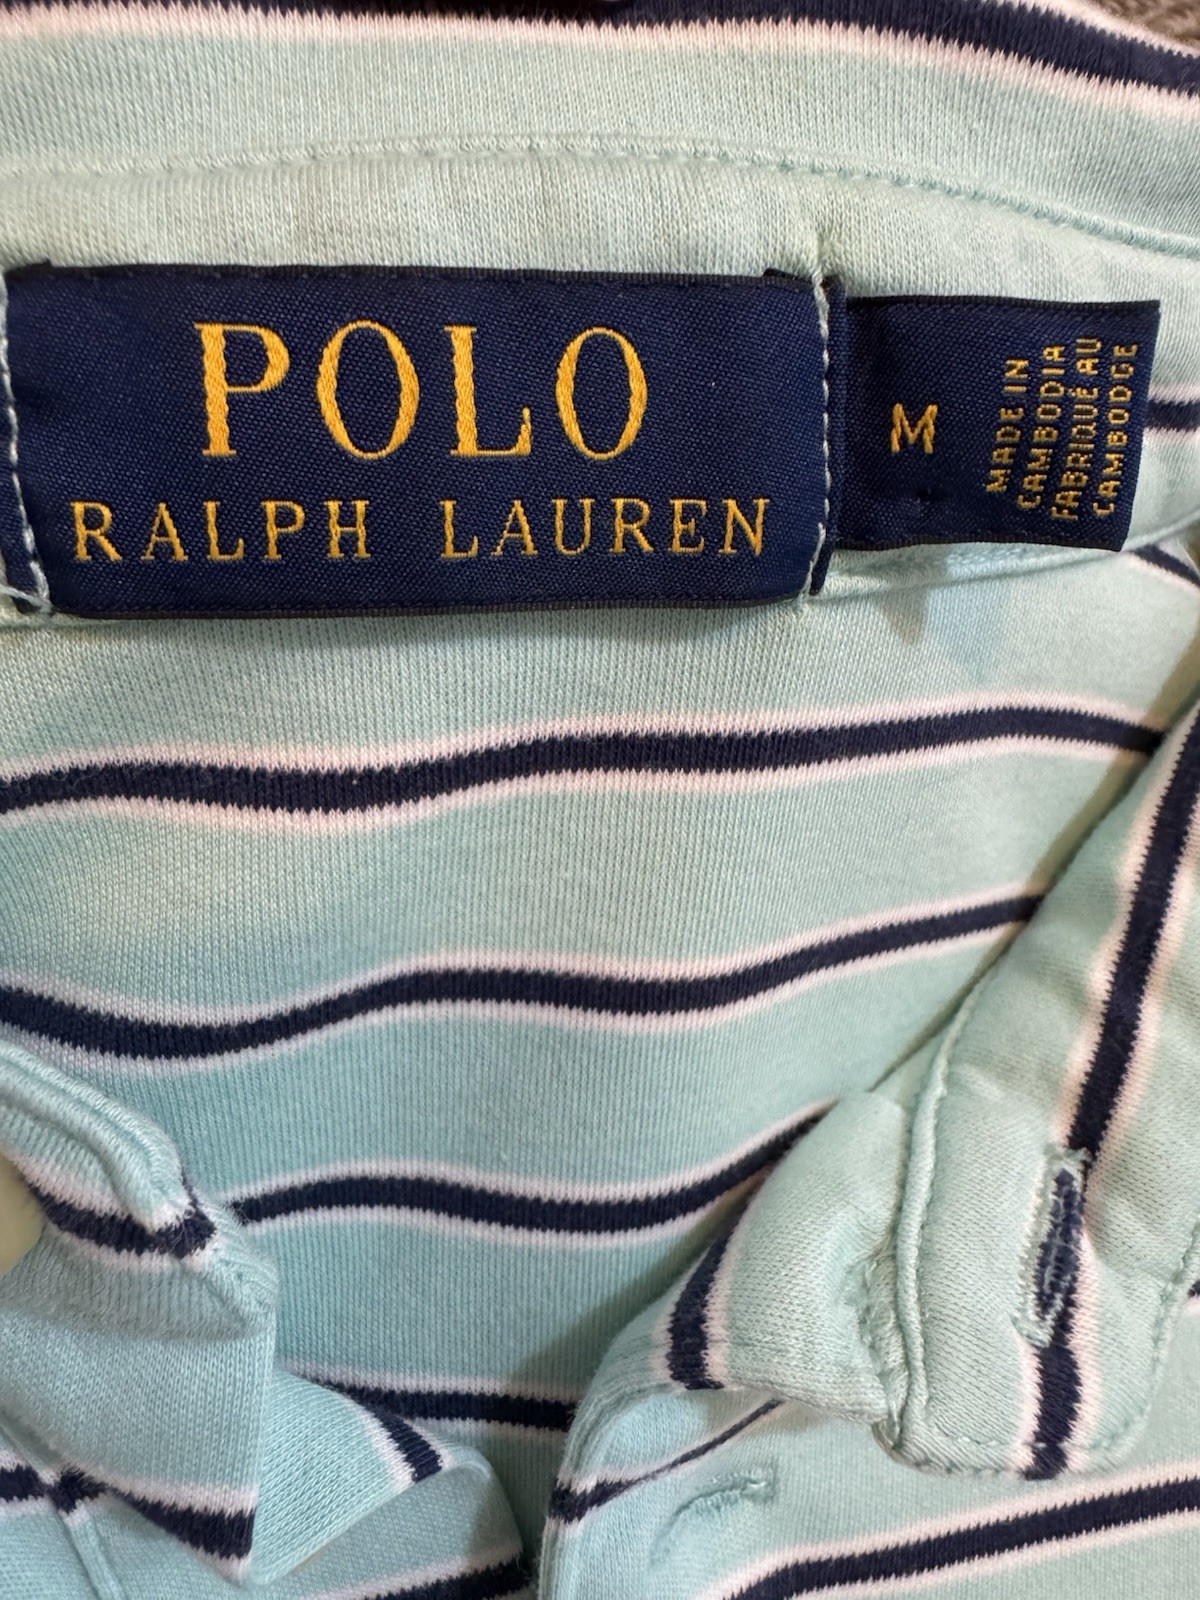 POLO
RALPH LAUREN
M
MADE IN
CAMBODIA
FABRIQUÉ AU
CAMBODGE